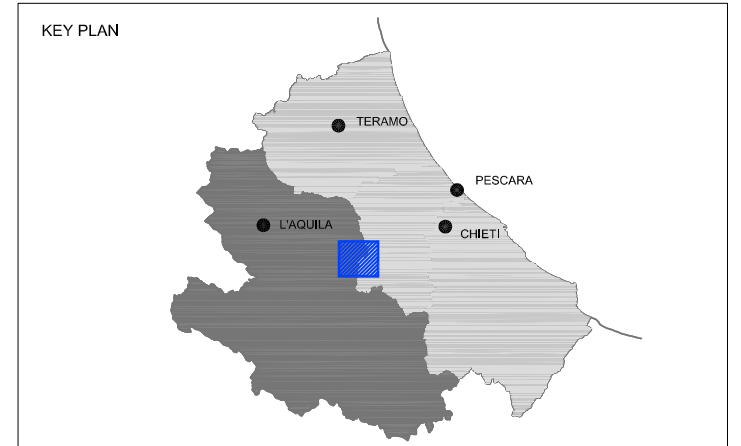 KEY PLAN
TERAMO
PESCARA
L'AQUILA
CHIETI